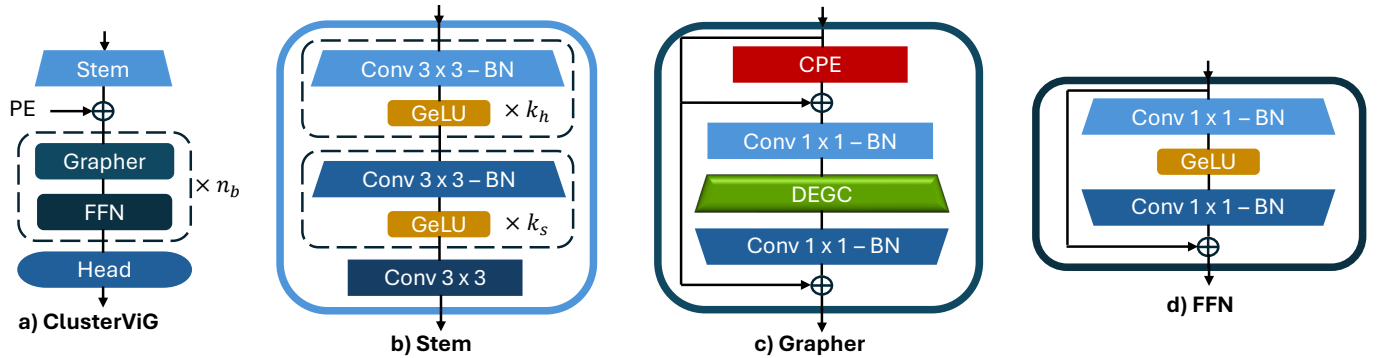 Stem
PE
Grapher
FFN
× n_b
Head
a) ClusterViG
Conv 3 x 3 – BN
GeLU
× k_h
Conv 3 x 3 – BN
GeLU
× k_s
Conv 3 x 3
b) Stem
CPE
Conv 1 x 1 – BN
DEGC
Conv 1 x 1 – BN
c) Grapher
Conv 1 x 1 – BN
GeLU
Conv 1 x 1 – BN
d) FFN